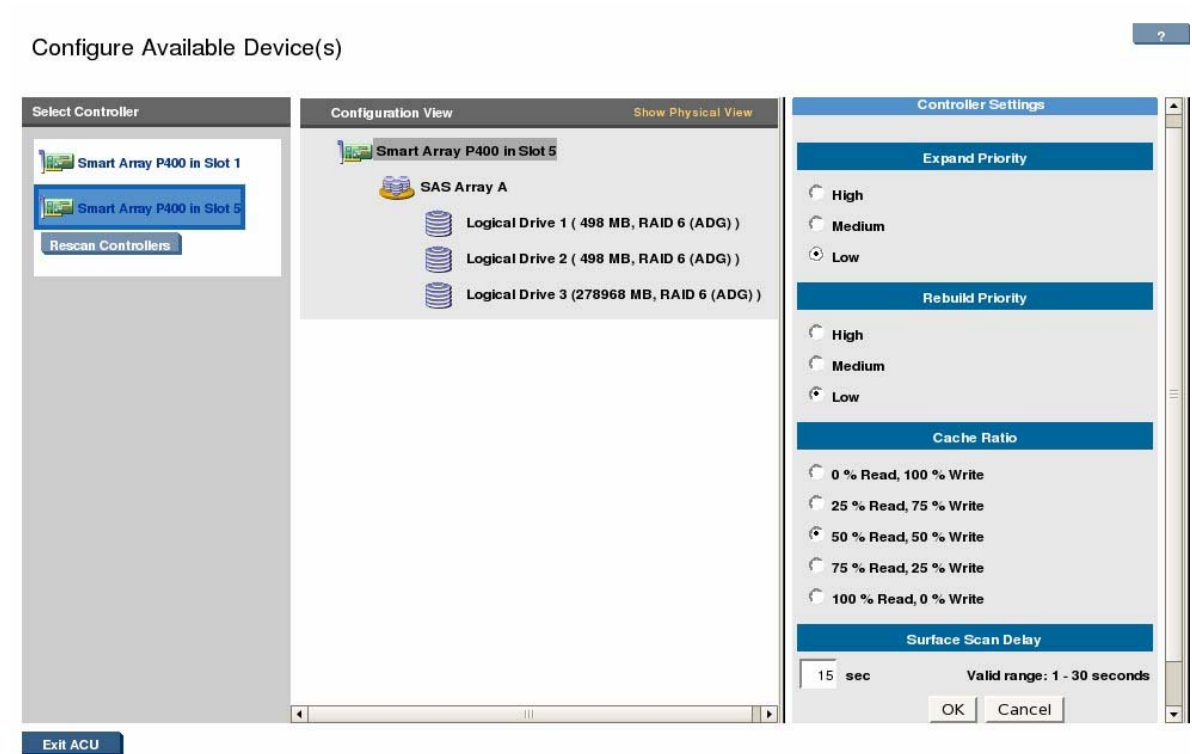 Configure Available Device(s)
?
Select Controller
Smart Array P400 in Slot 1
Smart Array P400 in Slot 5
Rescan Controllers
Configuration View
Show Physical View
Smart Array P400 in Slot 5
SAS Array A
Logical Drive 1 ( 498 MB, RAID 6 (ADG) )
Logical Drive 2 ( 498 MB, RAID 6 (ADG) )
Logical Drive 3 (278968 MB, RAID 6 (ADG) )
Controller Settings
Expand Priority
High
Medium
Low
Rebuild Priority
High
Medium
Low
Cache Ratio
0 % Read, 100 % Write
25 % Read, 75 % Write
50 % Read, 50 % Write
75 % Read, 25 % Write
100 % Read, 0 % Write
Surface Scan Delay
15 sec
Valid range: 1 - 30 seconds
OK
Cancel
Exit ACU